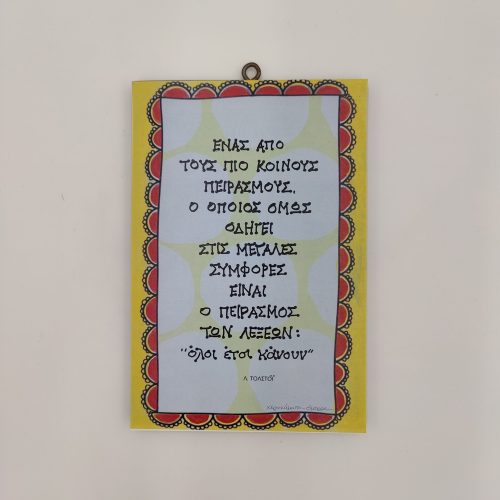 ΕΝΑΣ ΑΠΟ
ΤΟΥΣ ΠΙΟ ΚΟΙΝΟΥΣ
ΠΕΙΡΑΣΜΟΥΣ,
Ο ΟΠΟΙΟΣ ΟΜΩΣ
ΟΔΗΓΕΙ
ΣΤΙΣ ΜΕΓΑΛΕΣ
ΣΥΜΦΟΡΕΣ
ΕΙΝΑΙ
Ο ΠΕΙΡΑΣΜΟΣ
ΤΩΝ ΛΕΞΕΩΝ:
"όλοι έτσι κάνουν"
Λ. ΤΟΛΣΤΟΪ